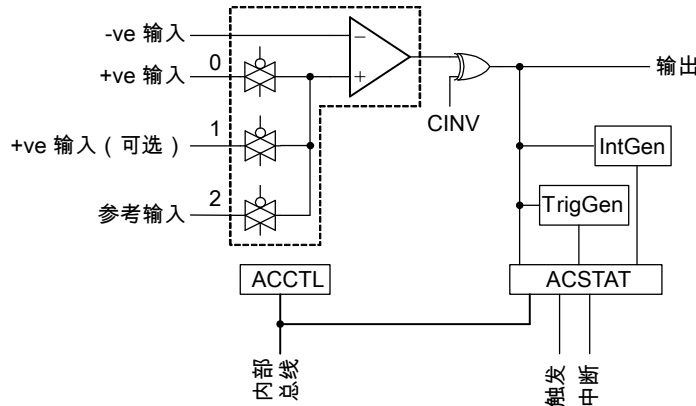 -ve 输入
+ve 输入
0
+ve 输入（可选）
1
参考输入
2
−
+
CINV
输出
IntGen
TrigGen
ACCTL
ACSTAT
内部
总线
触发
中断